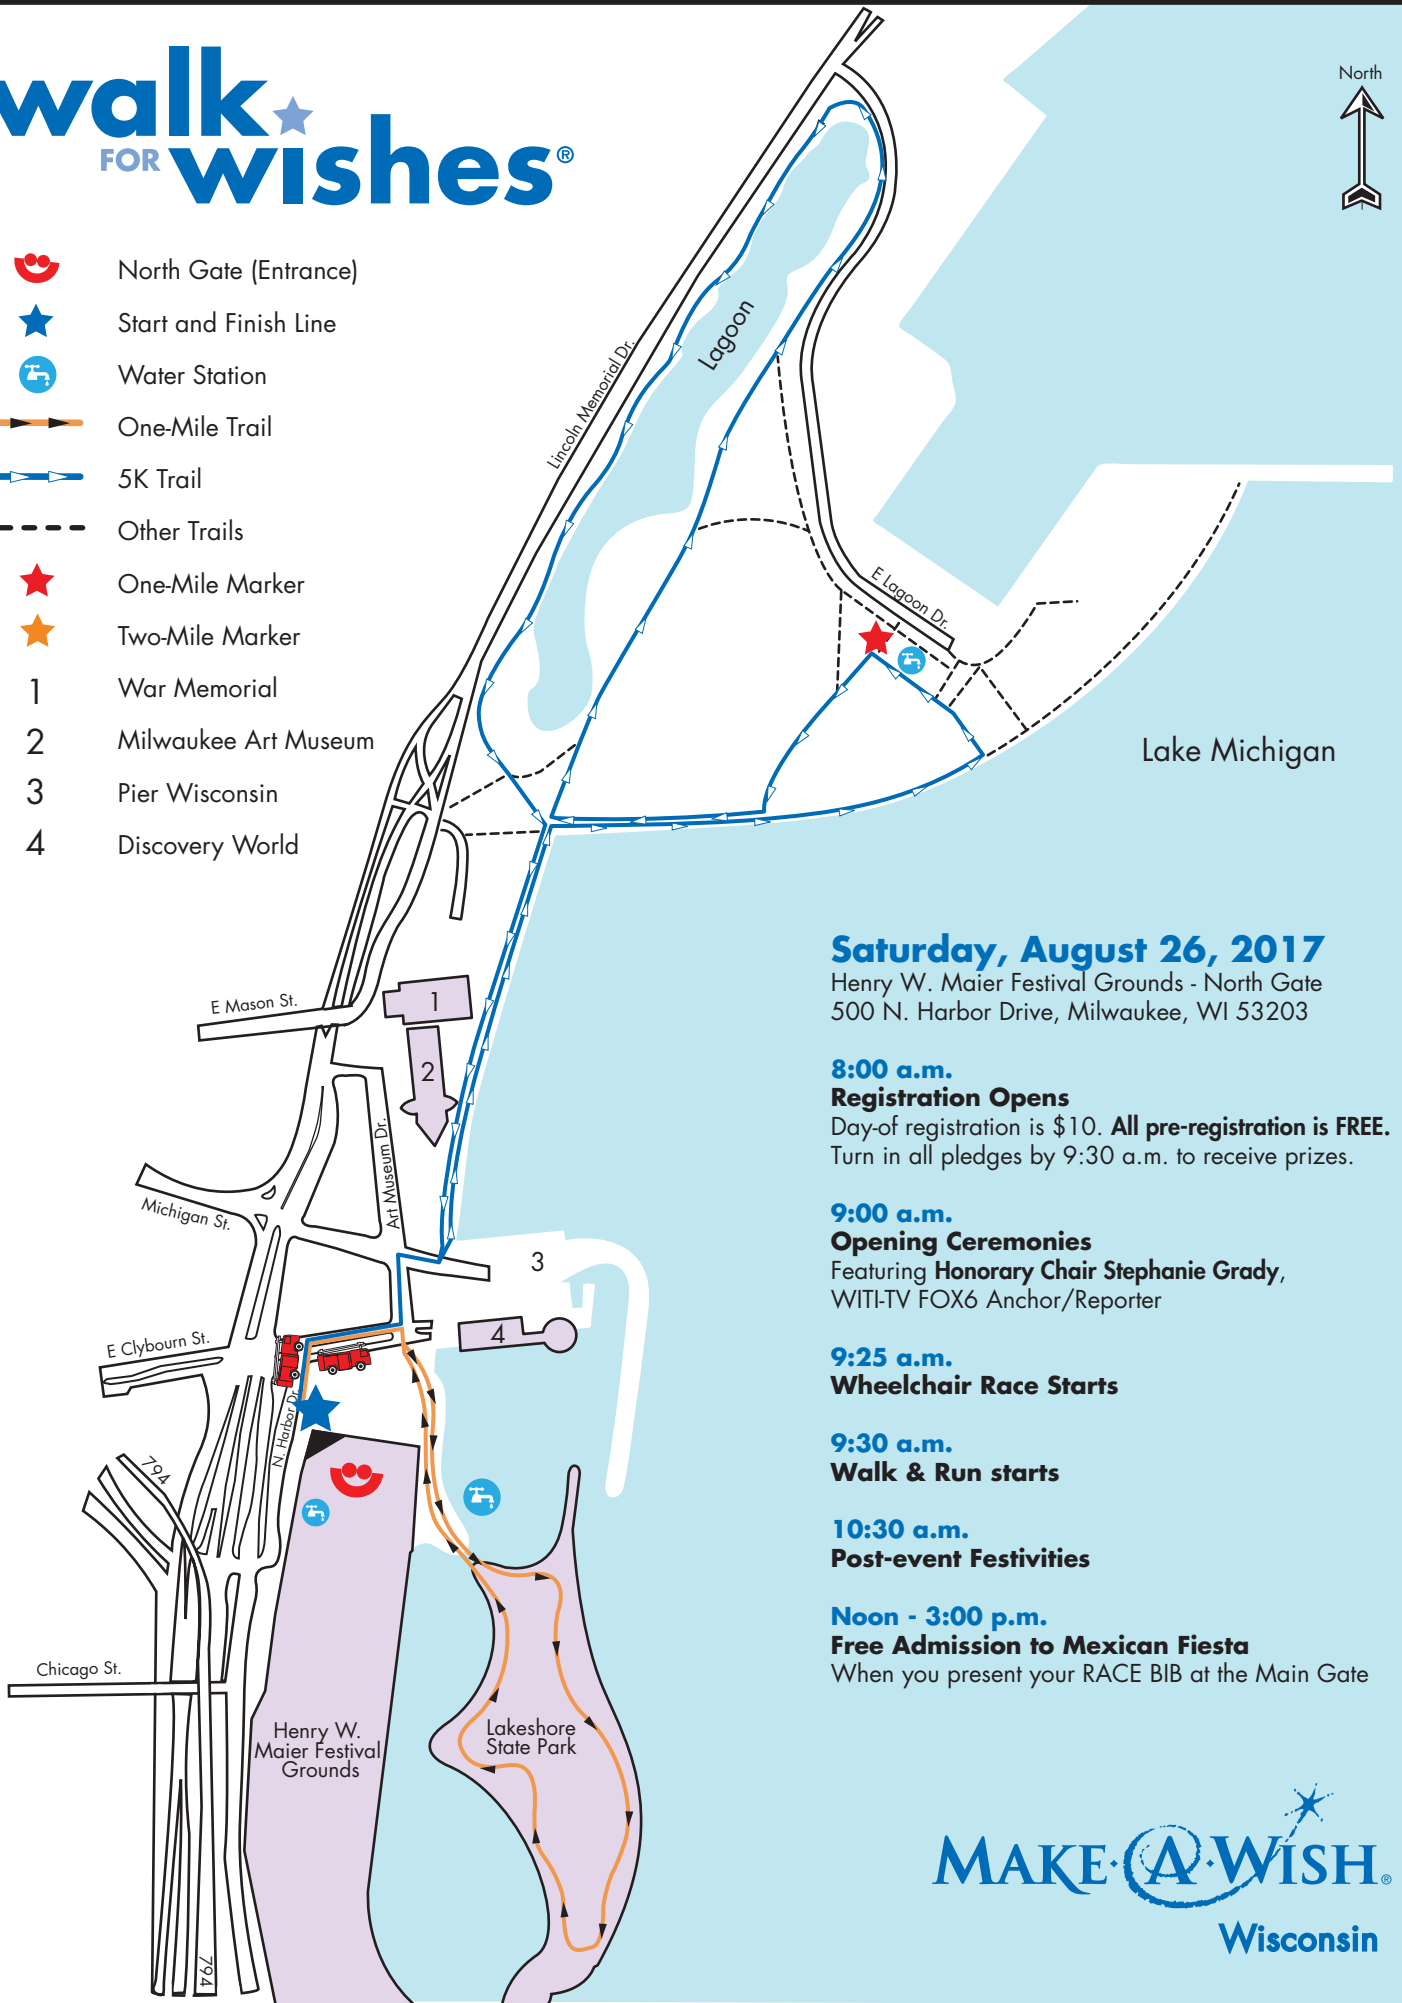 walk
FOR wishes®
North
North Gate (Entrance)
Start and Finish Line
Water Station
One-Mile Trail
5K Trail
Other Trails
One-Mile Marker
Two-Mile Marker
1 War Memorial
2 Milwaukee Art Museum
3 Pier Wisconsin
4 Discovery World
Lagoon
Lincoln Memorial Dr.
E Lagoon Dr.
Lake Michigan
E Mason St.
1
2
Art Museum Dr.
Michigan St.
3
4
E Clybourn St.
N. Harbor Dr.
794
Chicago St.
Henry W.
Maier Festival
Grounds
Lakeshore
State Park
794
Saturday, August 26, 2017
Henry W. Maier Festival Grounds - North Gate
500 N. Harbor Drive, Milwaukee, WI 53203
8:00 a.m.
Registration Opens
Day-of registration is $10. All pre-registration is FREE.
Turn in all pledges by 9:30 a.m. to receive prizes.
9:00 a.m.
Opening Ceremonies
Featuring Honorary Chair Stephanie Grady,
WITI-TV FOX6 Anchor/Reporter
9:25 a.m.
Wheelchair Race Starts
9:30 a.m.
Walk & Run starts
10:30 a.m.
Post-event Festivities
Noon - 3:00 p.m.
Free Admission to Mexican Fiesta
When you present your RACE BIB at the Main Gate
MAKE·A·WISH®
Wisconsin